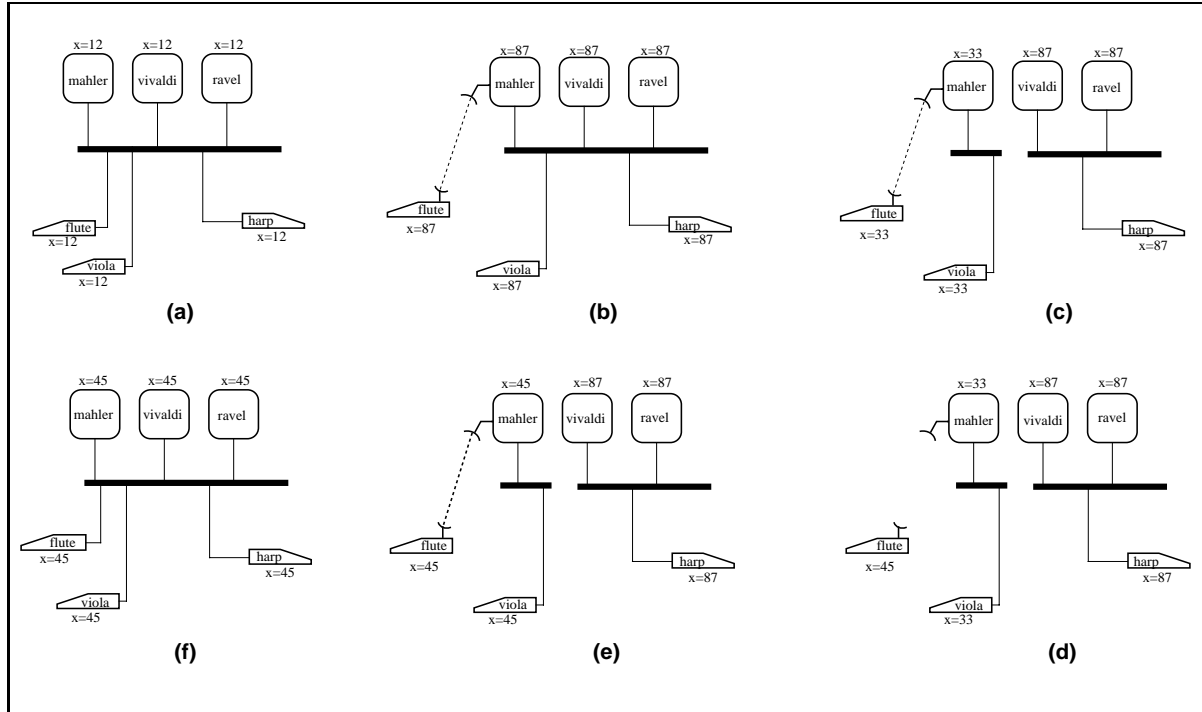 x=12 x=12 x=12
mahler vivaldi ravel
flute
x=12
harp
x=12
viola
x=12
(a)
x=87 x=87 x=87
mahler vivaldi ravel
flute
x=87
harp
x=87
viola
x=87
(b)
x=33 x=87 x=87
mahler vivaldi ravel
flute
x=33
harp
x=87
viola
x=33
(c)
x=45 x=45 x=45
mahler vivaldi ravel
flute
x=45
harp
x=45
viola
x=45
(f)
x=45 x=87 x=87
mahler vivaldi ravel
flute
x=45
harp
x=87
viola
x=45
(e)
x=33 x=87 x=87
mahler vivaldi ravel
flute
x=45
harp
x=87
viola
x=33
(d)